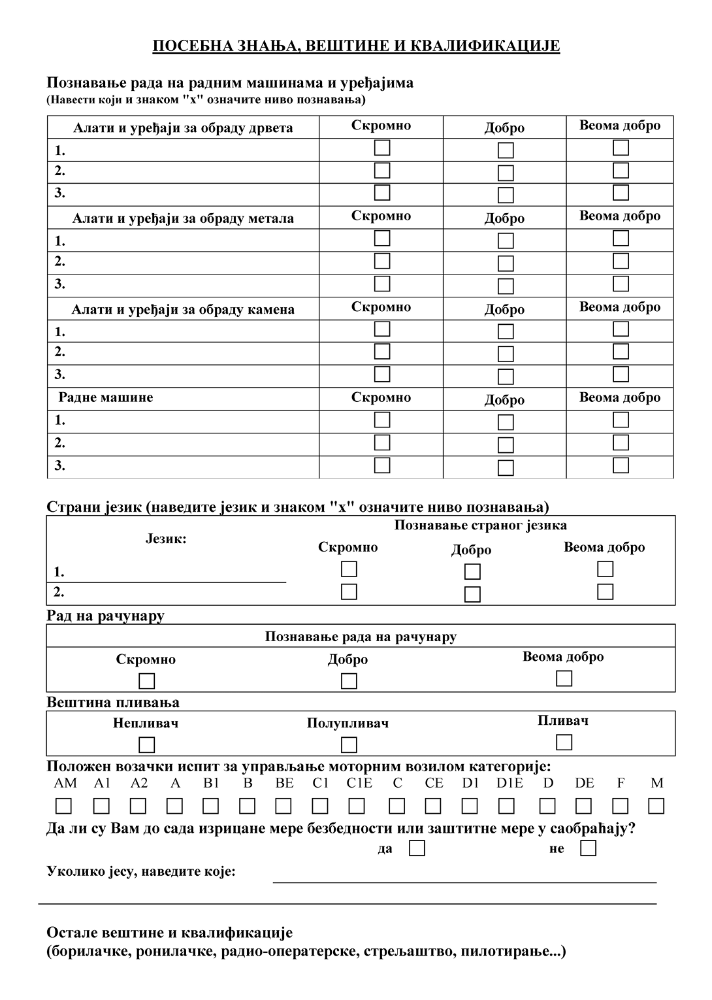 ПОСЕБНА ЗНАЊА, ВЕШТИНЕ И КВАЛИФИКАЦИЈЕ
Познавање рада на радним машинама и уређајима
(Навести који и знаком "x" означите ниво познавања)
Алати и уређаји за обраду дрвета Скромно Добро Веома добро
1.
2.
3.
Алати и уређаји за обраду метала Скромно Добро Веома добро
1.
2.
3.
Алати и уређаји за обраду камена Скромно Добро Веома добро
1.
2.
3.
Радне машине Скромно Добро Веома добро
1.
2.
3.
Страни језик (наведите језик и знаком "x" означите ниво познавања)
Познавање страног језика
Језик:
Скромно Добро Веома добро
1.
2.
Рад на рачунару
Познавање рада на рачунару
Скромно Добро Веома добро
Вештина пливања
Непливач Полупливач Пливач
Положен возачки испит за управљање моторним возилом категорије:
AM A1 A2 A B1 B BE C1 C1E C CE D1 D1E D DE F M
Да ли су Вам до сада изрицане мере безбедности или заштитне мере у саобраћају?
да не
Уколико јесу, наведите које:
Остале вештине и квалификације
(борилачке, ронилачке, радио-оператерске, стрељаштво, пилотирање...)